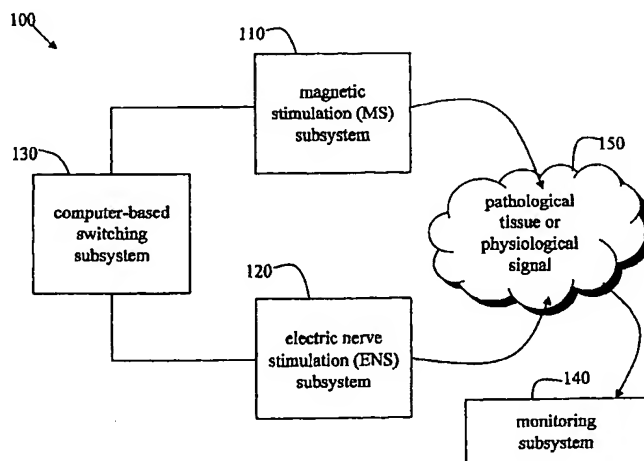 100
110
magnetic
stimulation (MS)
subsystem
130
computer-based
switching
subsystem
150
pathological
tissue or
physiological
signal
120
electric nerve
stimulation (ENS)
subsystem
140
monitoring
subsystem